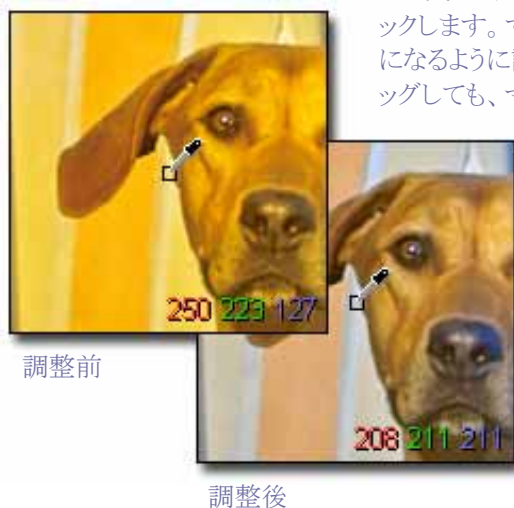 ックします。
になるように
ッグしても、
250 223 127
調整前
208 211 211
調整後